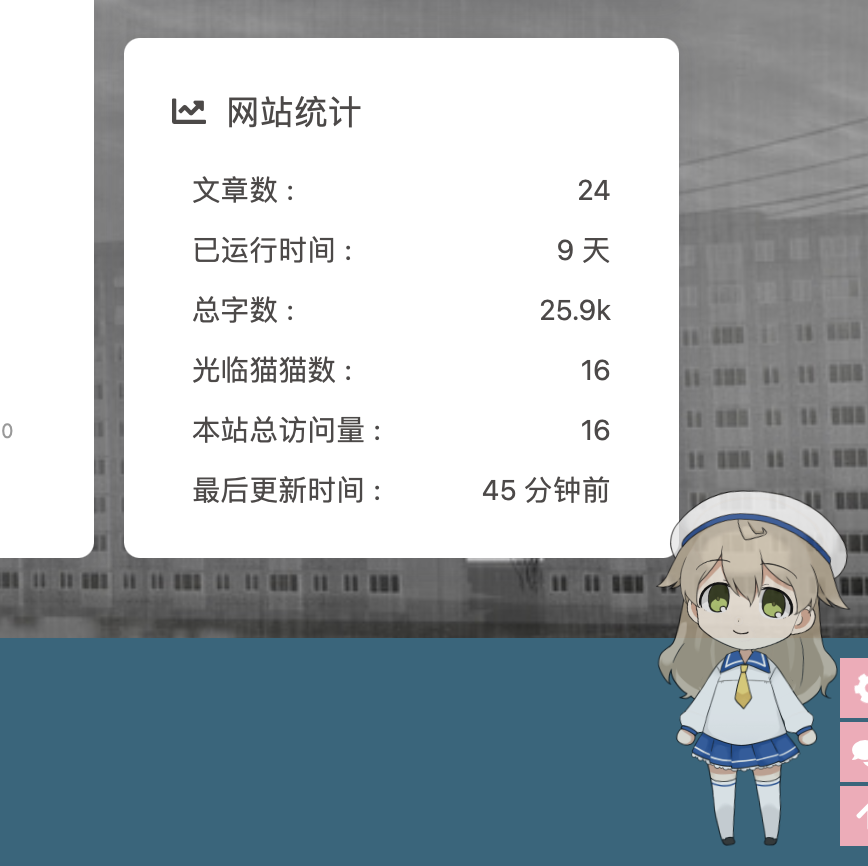 网站统计
文章数 : 24
已运行时间 : 9 天
总字数 : 25.9k
光临猫猫数 : 16
本站总访问量 : 16
最后更新时间 : 45 分钟前
0